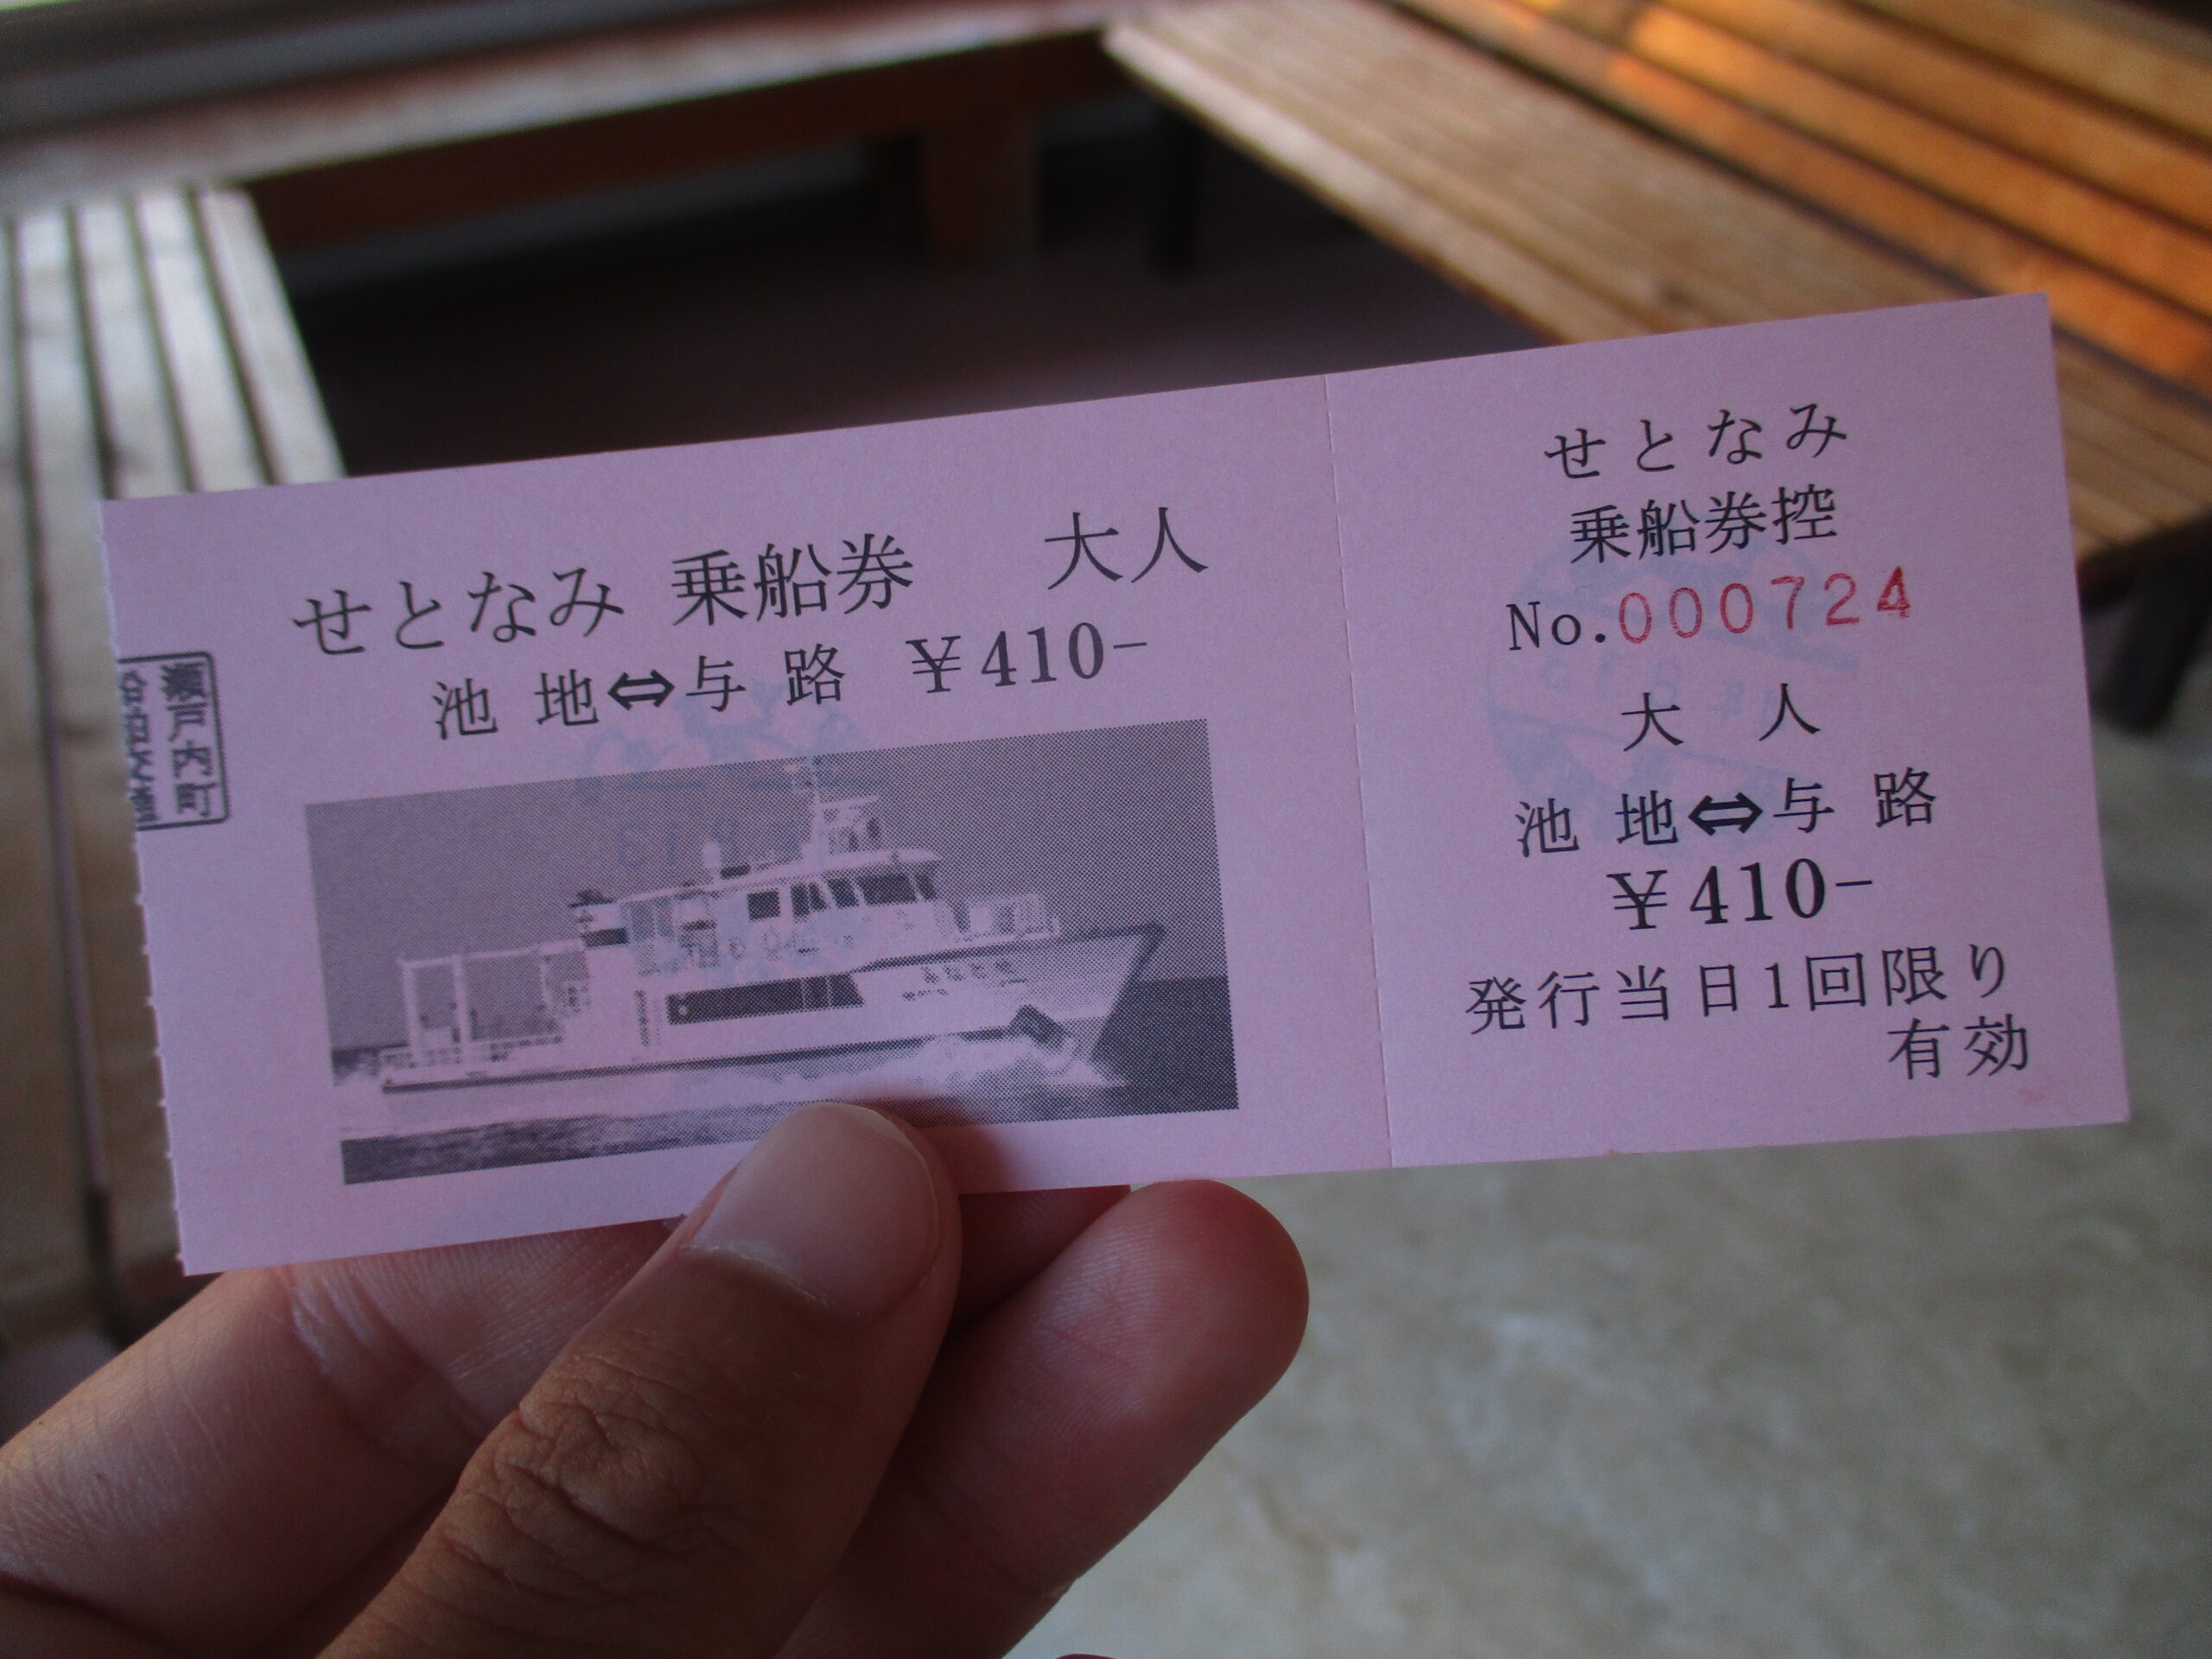 せとなみ 乗船券 大人
池地⇔与路 ¥410-
瀬戸内町
せとなみ
乗船券控
No.000724
大人
池地⇔与路
¥410-
発行当日1回限り
有効